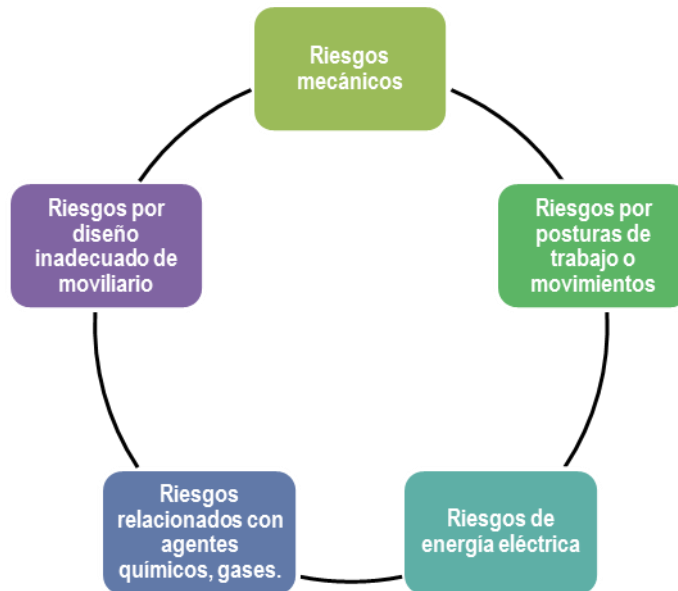 Riesgos
mecánicos
Riesgos por
posturas de
trabajo o
movimientos
Riesgos de
energía eléctrica
Riesgos
relacionados con
agentes
químicos, gases.
Riesgos por
diseño
inadecuado de
moviliario